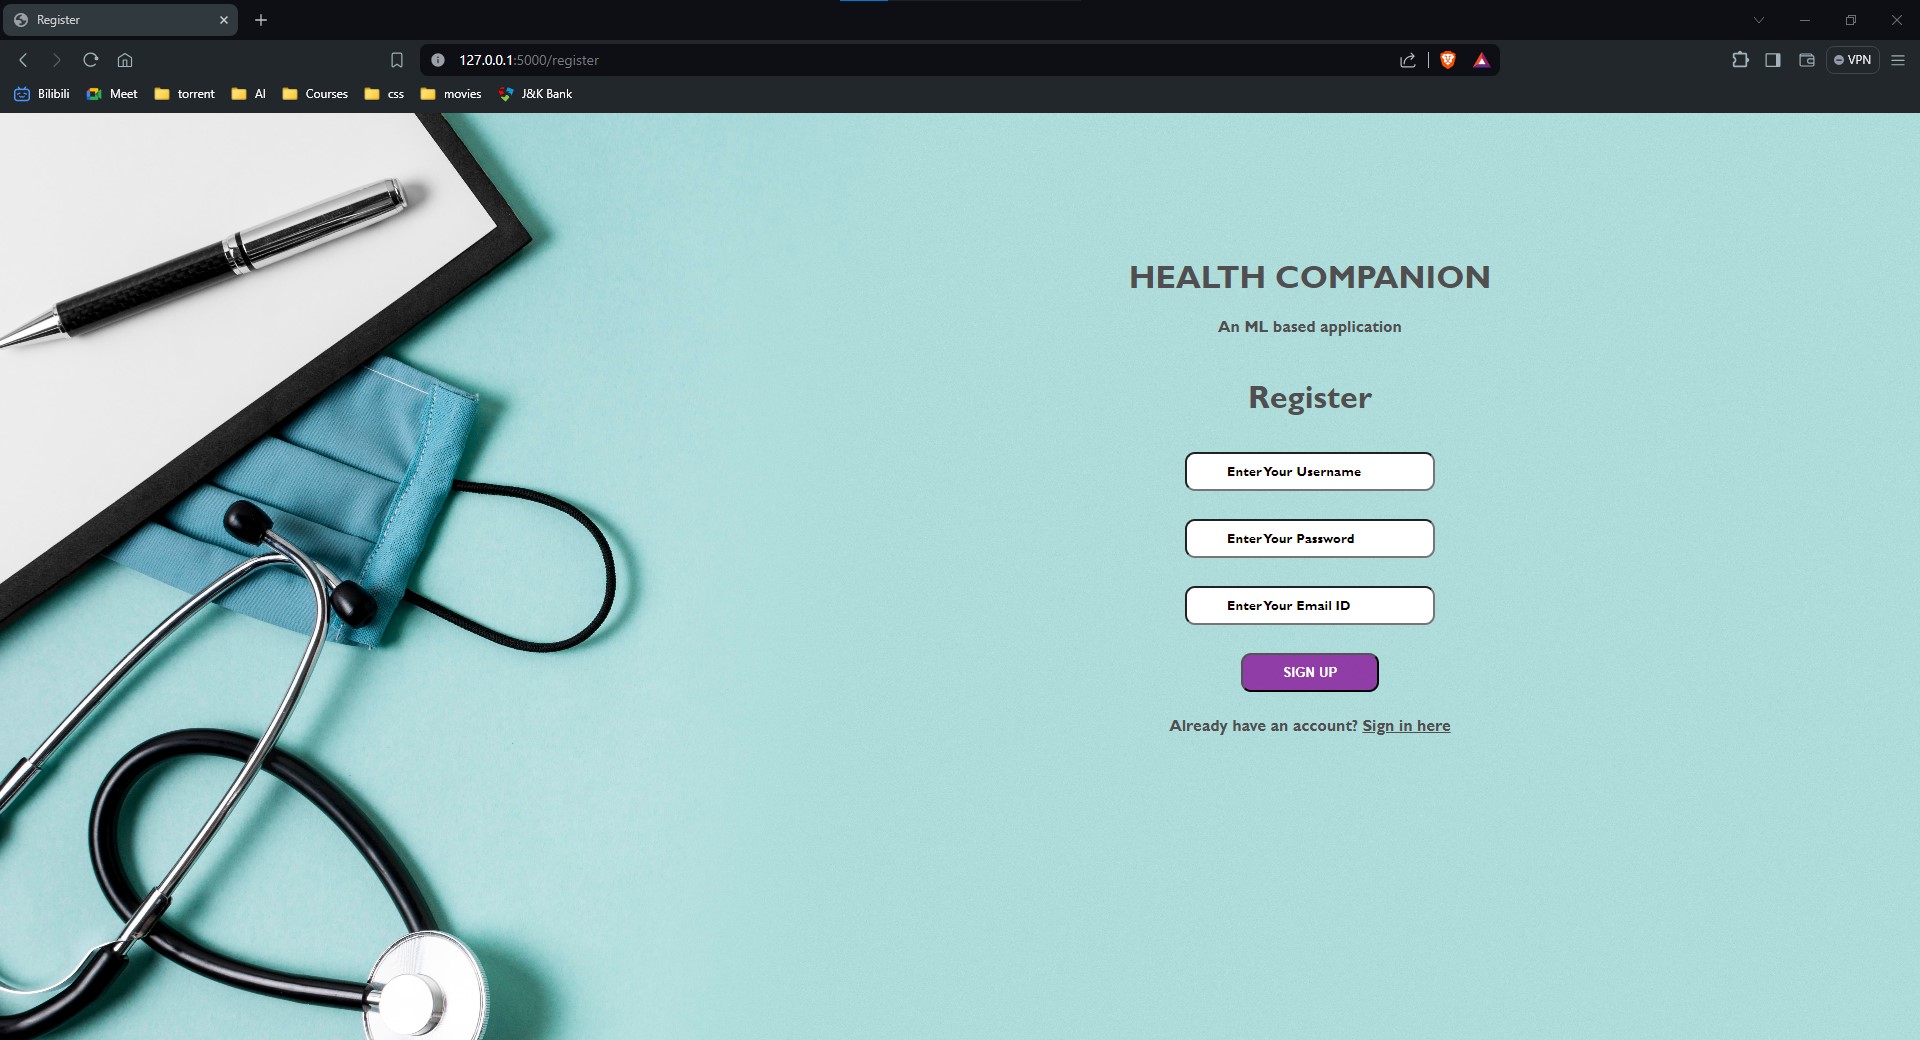 Register
127.0.0.1:5000/register
VPN
Bilibili Meet torrent AI Courses css movies J&K Bank
HEALTH COMPANION
An ML based application
Register
Enter Your Username
Enter Your Password
Enter Your Email ID
SIGN UP
Already have an account? Sign in here